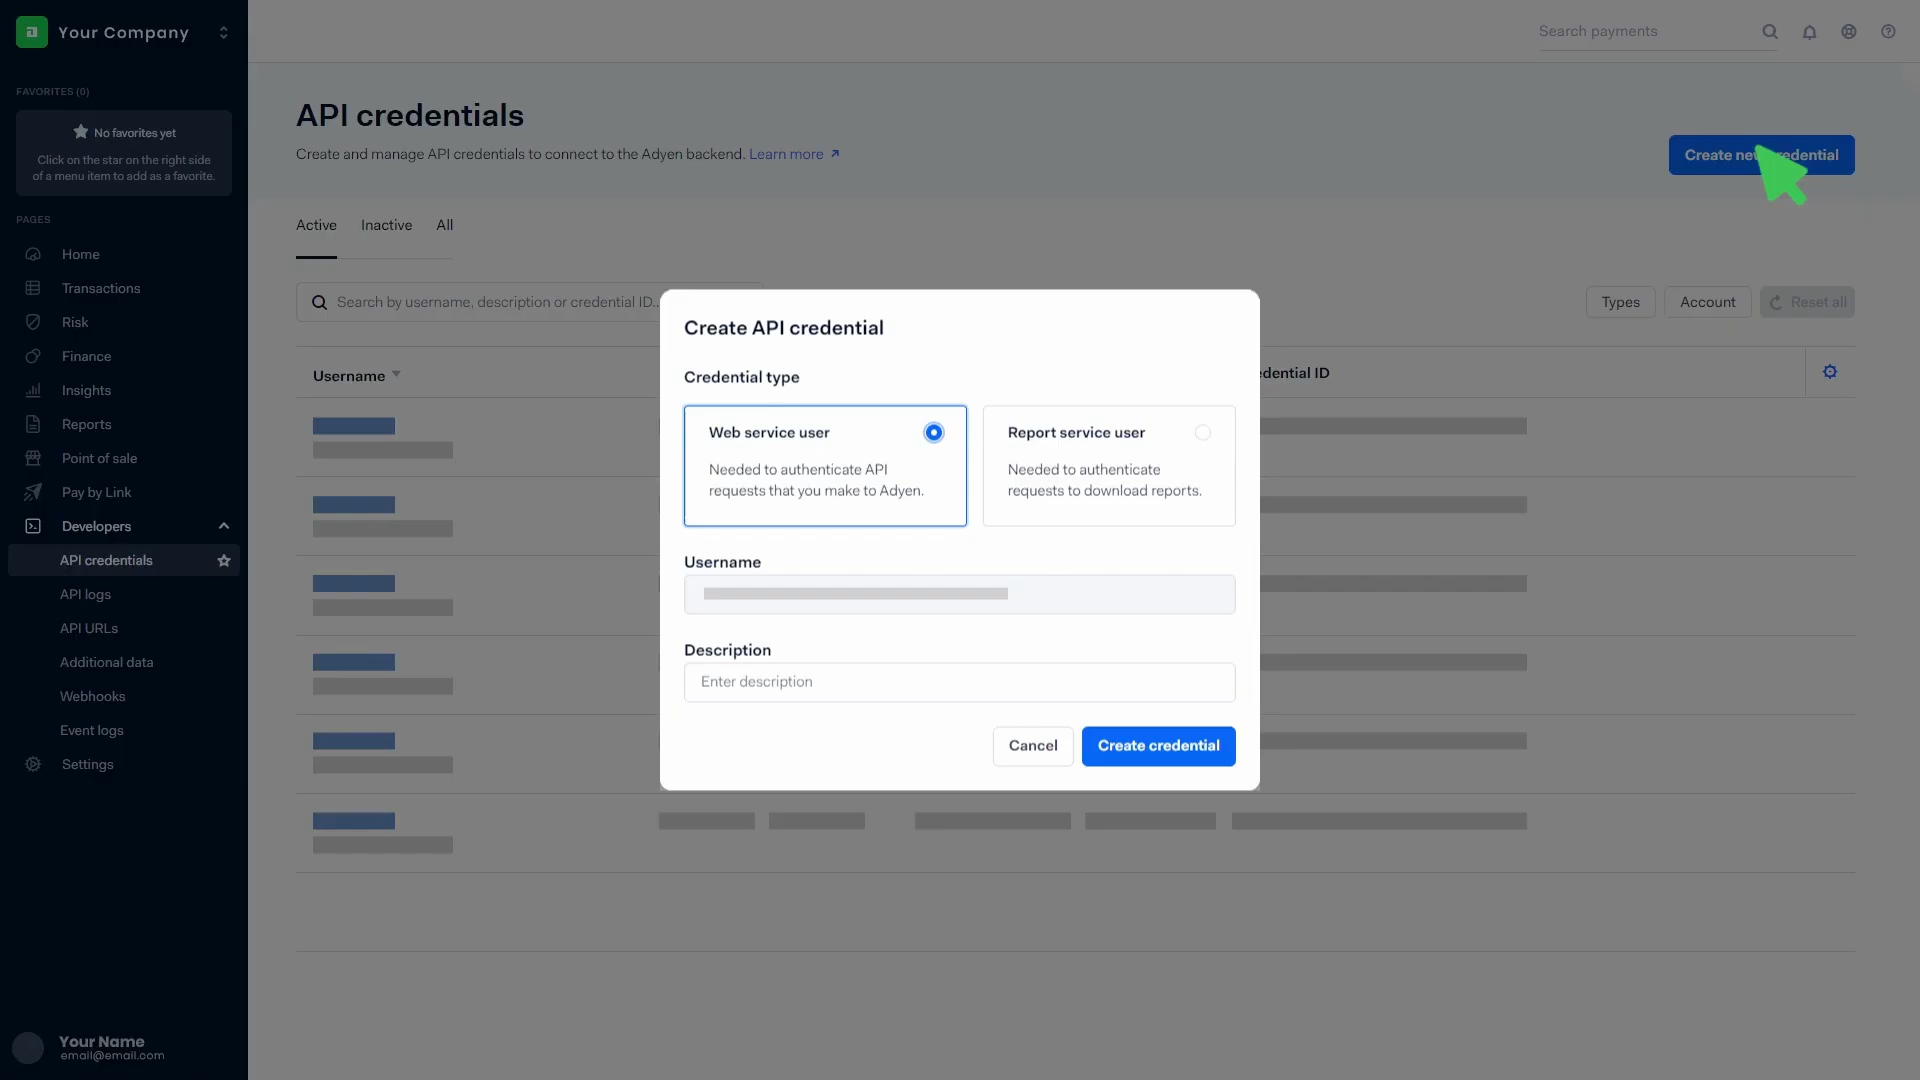 Your Company
Search payments
FAVORITES (0)
No favorites yet
Click on the star on the right side
of a menu item to add as a favorite.
PAGES
Home
Transactions
Risk
Finance
Insights
Reports
Point of sale
Pay by Link
Developers
API credentials
API logs
API URLs
Additional data
Webhooks
Event logs
Settings
Your Name
email@email.com
API credentials
Create and manage API credentials to connect to the Adyen backend. Learn more
Create new
Active Inactive All
Search by username, description or credential ID..
Types Account Reset all
Username
ID
Create API credential
Credential type
Web service user
Needed to authenticate API
requests that you make to Adyen.
Report service user
Needed to authenticate
requests to download reports.
Username
Description
Enter description
Cancel Create credential